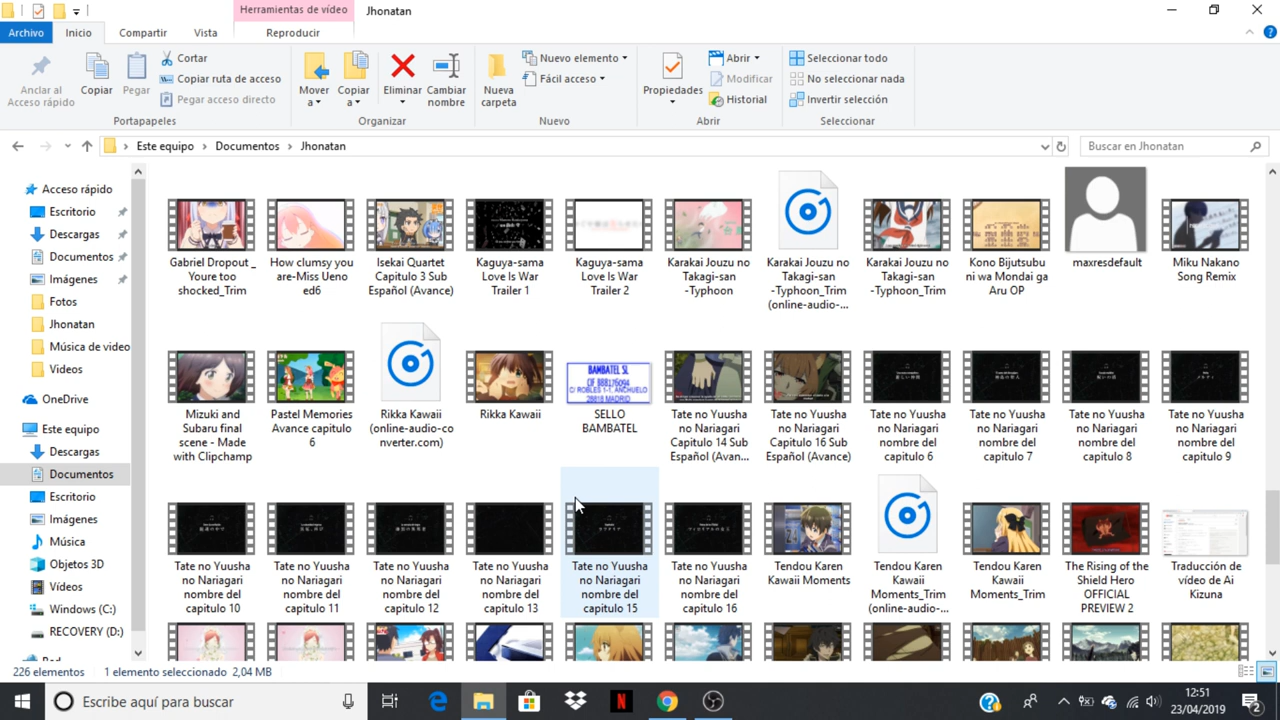 Herramientas de vídeo
Jhonatan
Archivo
Inicio
Compartir
Vista
Reproducir
Anclar al
Acceso rápido
Copiar
Pegar
Cortar
Copiar ruta de acceso
Pegar acceso directo
Portapapeles
Mover
a
Copiar
a
Eliminar
Cambiar
nombre
Organizar
Nueva
carpeta
Nuevo elemento
Fácil acceso
Nuevo
Propiedades
Abrir
Modificar
Historial
Abrir
Seleccionar todo
No seleccionar nada
Invertir selección
Seleccionar
Este equipo
Documentos
Jhonatan
Buscar en Jhonatan
Acceso rápido
Escritorio
Descargas
Documentos
Imágenes
Fotos
Jhonatan
Música de video
Videos
OneDrive
Este equipo
Descargas
Documentos
Escritorio
Imágenes
Música
Objetos 3D
Vídeos
Windows (C:)
RECOVERY (D:)
Gabriel Dropout _
Youre too
shocked_Trim
How clumsy you
are-Miss Ueno
ed6
Isekai Quartet
Capitulo 3 Sub
Español (Avance)
Kaguya-sama
Love Is War
Trailer 1
Kaguya-sama
Love Is War
Trailer 2
Karakai Jouzu no
Takagi-san
-Typhoon
Karakai Jouzu no
Takagi-san
-Typhoon_Trim
(online-audio-...
Karakai Jouzu no
Takagi-san
-Typhoon_Trim
Kono Bijutsubu
ni wa Mondai ga
Aru OP
maxresdefault
Miku Nakano
Song Remix
Mizuki and
Subaru final
scene - Made
with Clipchamp
Pastel Memories
Avance capitulo
6
Rikka Kawaii
(online-audio-co
nverter.com)
Rikka Kawaii
BAMBATEL SL
C/ ROBLES 1-1. ANCHUELO
28818 MADRID
SELLO
BAMBATEL
Tate no Yuusha
no Nariagari
Capitulo 14 Sub
Español (Avan...
Tate no Yuusha
no Nariagari
Capitulo 16 Sub
Español (Avance)
Tate no Yuusha
no Nariagari
nombre del
capitulo 6
Tate no Yuusha
no Nariagari
nombre del
capitulo 7
Tate no Yuusha
no Nariagari
nombre del
capitulo 8
Tate no Yuusha
no Nariagari
nombre del
capitulo 9
Tate no Yuusha
no Nariagari
nombre del
capitulo 10
Tate no Yuusha
no Nariagari
nombre del
capitulo 11
Tate no Yuusha
no Nariagari
nombre del
capitulo 12
Tate no Yuusha
no Nariagari
nombre del
capitulo 13
Tate no Yuusha
no Nariagari
nombre del
capitulo 15
Tate no Yuusha
no Nariagari
nombre del
capitulo 16
Tendou Karen
Kawaii Moments
Tendou Karen
Kawaii
Moments_Trim
(online-audio-...
Tendou Karen
Kawaii
Moments_Trim
The Rising of the
Shield Hero
OFFICIAL
PREVIEW 2
Traducción de
vídeo de Ai
Kizuna
226 elementos
1 elemento seleccionado 2,04 MB
Escribe aquí para buscar
12:51
23/04/2019
2